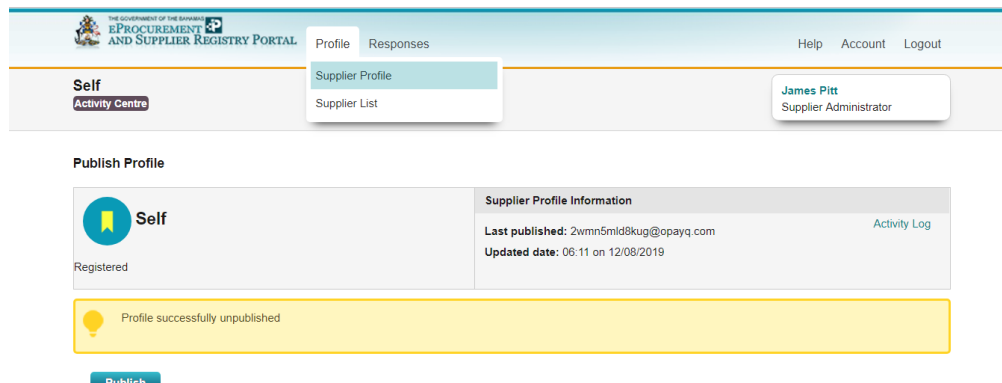 THE GOVERNMENT OF THE BAHAMAS
EPROCUREMENT
AND SUPPLIER REGISTRY PORTAL
Profile Responses
Help Account Logout
Supplier Profile
Supplier List
Self
Activity Centre
James Pitt
Supplier Administrator
Publish Profile
Self
Registered
Supplier Profile Information
Last published: 2wmn5mld8kug@opayq.com
Activity Log
Updated date: 06:11 on 12/08/2019
Profile successfully unpublished
Publish